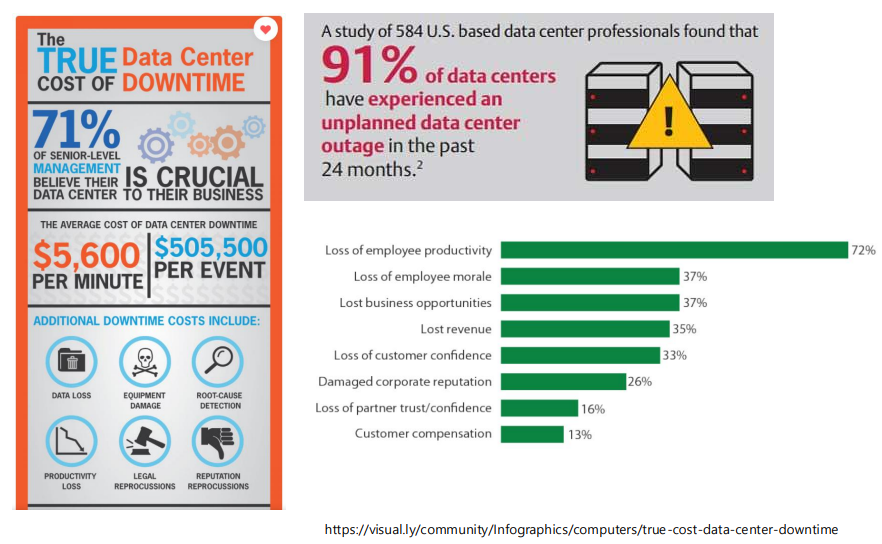 The
TRUE Data Center
COST OF DOWNTIME
71%
OF SENIOR-LEVEL
MANAGEMENT
BELIEVE THEIR
DATA CENTER
IS CRUCIAL
TO THEIR BUSINESS
THE AVERAGE COST OF DATA CENTER DOWNTIME
$5,600
PER MINUTE
$505,500
PER EVENT
ADDITIONAL DOWNTIME COSTS INCLUDE:
DATA LOSS
EQUIPMENT
DAMAGE
ROOT-CAUSE
DETECTION
PRODUCTIVITY
LOSS
LEGAL
REPROCUSSIONS
REPUTATION
REPROCUSSIONS
A study of 584 U.S. based data center professionals found that
91% of data centers
have experienced an
unplanned data center
outage in the past
24 months.2
!
Loss of employee productivity 72%
Loss of employee morale 37%
Lost business opportunities 37%
Lost revenue 35%
Loss of customer confidence 33%
Damaged corporate reputation 26%
Loss of partner trust/confidence 16%
Customer compensation 13%
https://visual.ly/community/Infographics/computers/true-cost-data-center-downtime